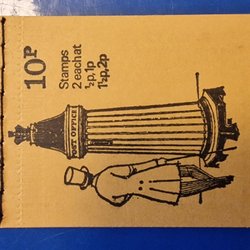 10P
Stamps
2 each at
½p, 1p
1½p, 2p
POST OFFICE